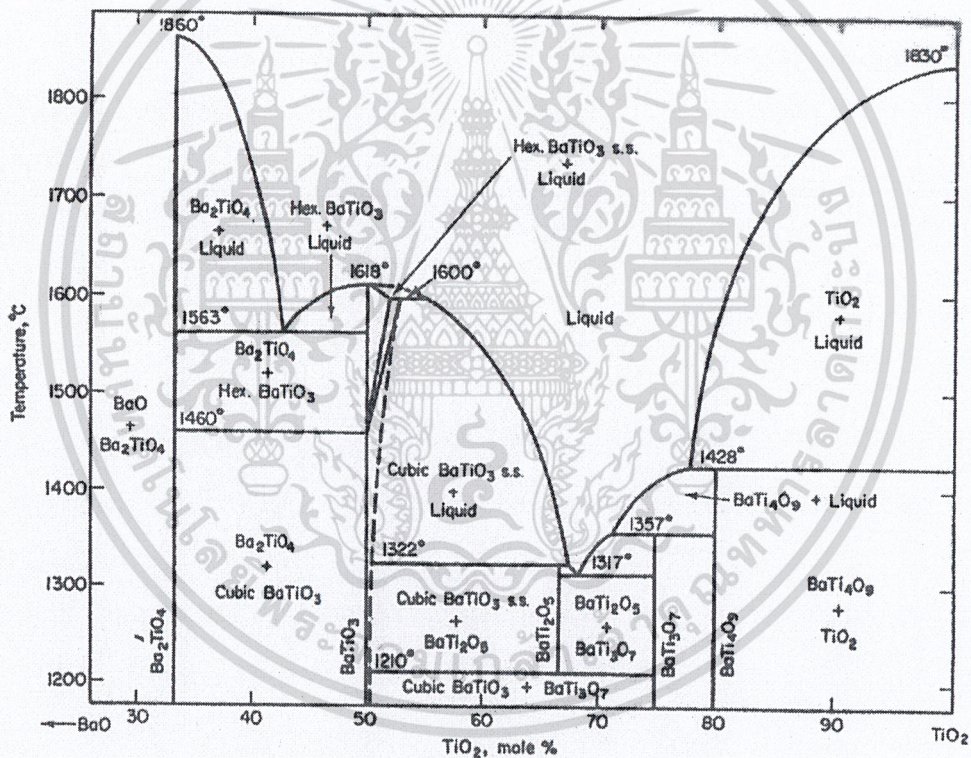 1860°
1830°
1800
1700
1600
1500
1400
1300
1200
Temperature, °C
Hex. BaTiO3 s.s.
+
Liquid
Ba2TiO4
+
Liquid
Hex. BaTiO3
+
Liquid
1618°
1600°
Liquid
TiO2
+
Liquid
1563°
Ba2TiO4
+
Hex. BaTiO3
1460°
BaO
+
Ba2TiO4
Cubic BaTiO3 s.s.
+
Liquid
1428°
BaTi4O9 + Liquid
1357°
1322°
1317°
Ba2TiO4
+
Cubic BaTiO3
Cubic BaTiO3 s.s.
+
BaTi2O5
BaTi2O5
+
BaTi3O7
BaTi4O9
+
TiO2
Ba2TiO4
BaTiO3
BaTi2O5
BaTi3O7
BaTi4O9
1210°
Cubic BaTiO3 + BaTi3O7
←BaO
30
40
50
60
70
80
90
TiO2
TiO2, mole %